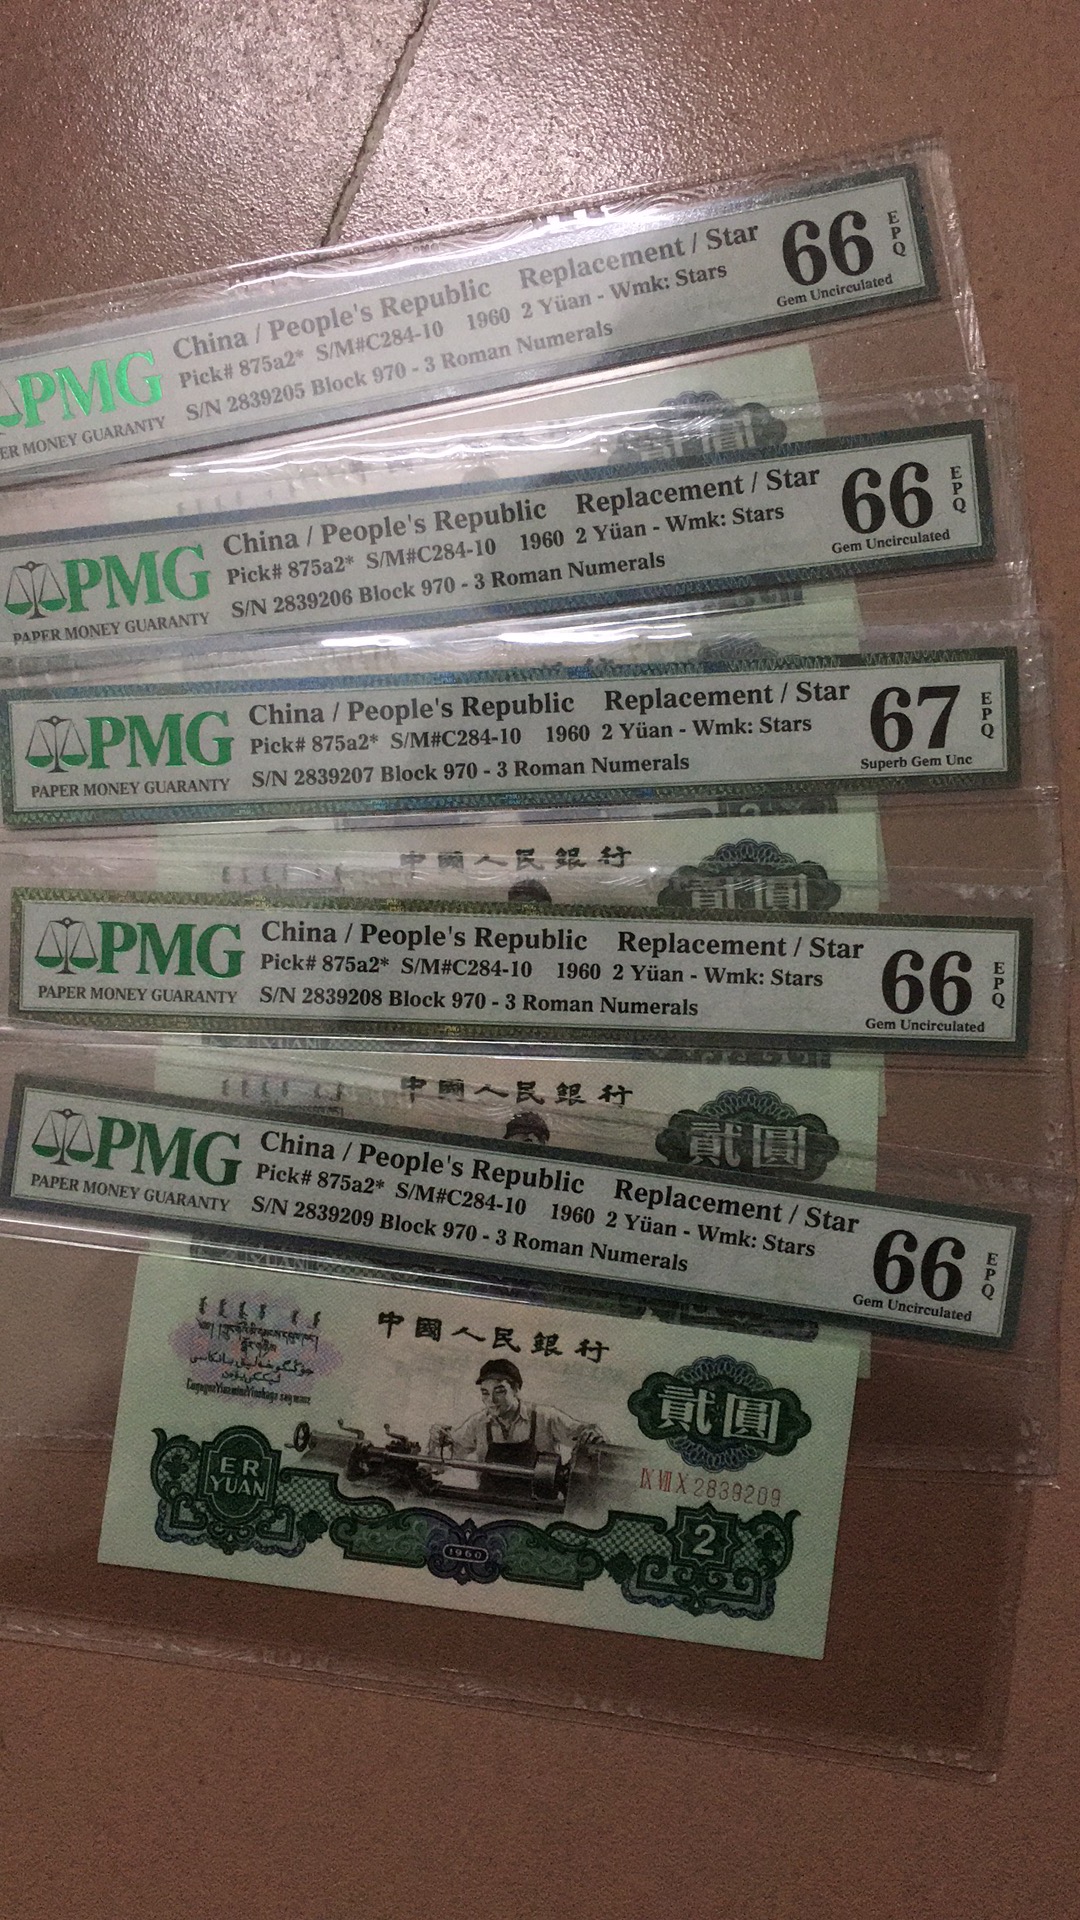 China / People's Republic Replacement / Star
Pick# 875a2* S/M#C284-10 1960 2 Yüan - Wmk: Stars
S/N 2839205 Block 970 - 3 Roman Numerals
66
EPQ
Gem Uncirculated
PMG
ER MONEY GUARANTY
China / People's Republic Replacement / Star
Pick# 875a2* S/M#C284-10 1960 2 Yüan - Wmk: Stars
S/N 2839206 Block 970 - 3 Roman Numerals
66
EPQ
Gem Uncirculated
PMG
PAPER MONEY GUARANTY
China / People's Republic Replacement / Star
Pick# 875a2* S/M#C284-10 1960 2 Yüan - Wmk: Stars
S/N 2839207 Block 970 - 3 Roman Numerals
67
EPQ
Superb Gem Unc
PMG
PAPER MONEY GUARANTY
中國人民銀行
貳圓
China / People's Republic Replacement / Star
Pick# 875a2* S/M#C284-10 1960 2 Yüan - Wmk: Stars
S/N 2839208 Block 970 - 3 Roman Numerals
66
EPQ
Gem Uncirculated
PMG
PAPER MONEY GUARANTY
中國人民銀行
貳圓
China / People's Republic Replacement / Star
Pick# 875a2* S/M#C284-10 1960 2 Yüan - Wmk: Stars
S/N 2839209 Block 970 - 3 Roman Numerals
66
EPQ
Gem Uncirculated
PMG
PAPER MONEY GUARANTY
中國人民銀行
貳圓
ER
YUAN
IX VII X 2839209
1960
2